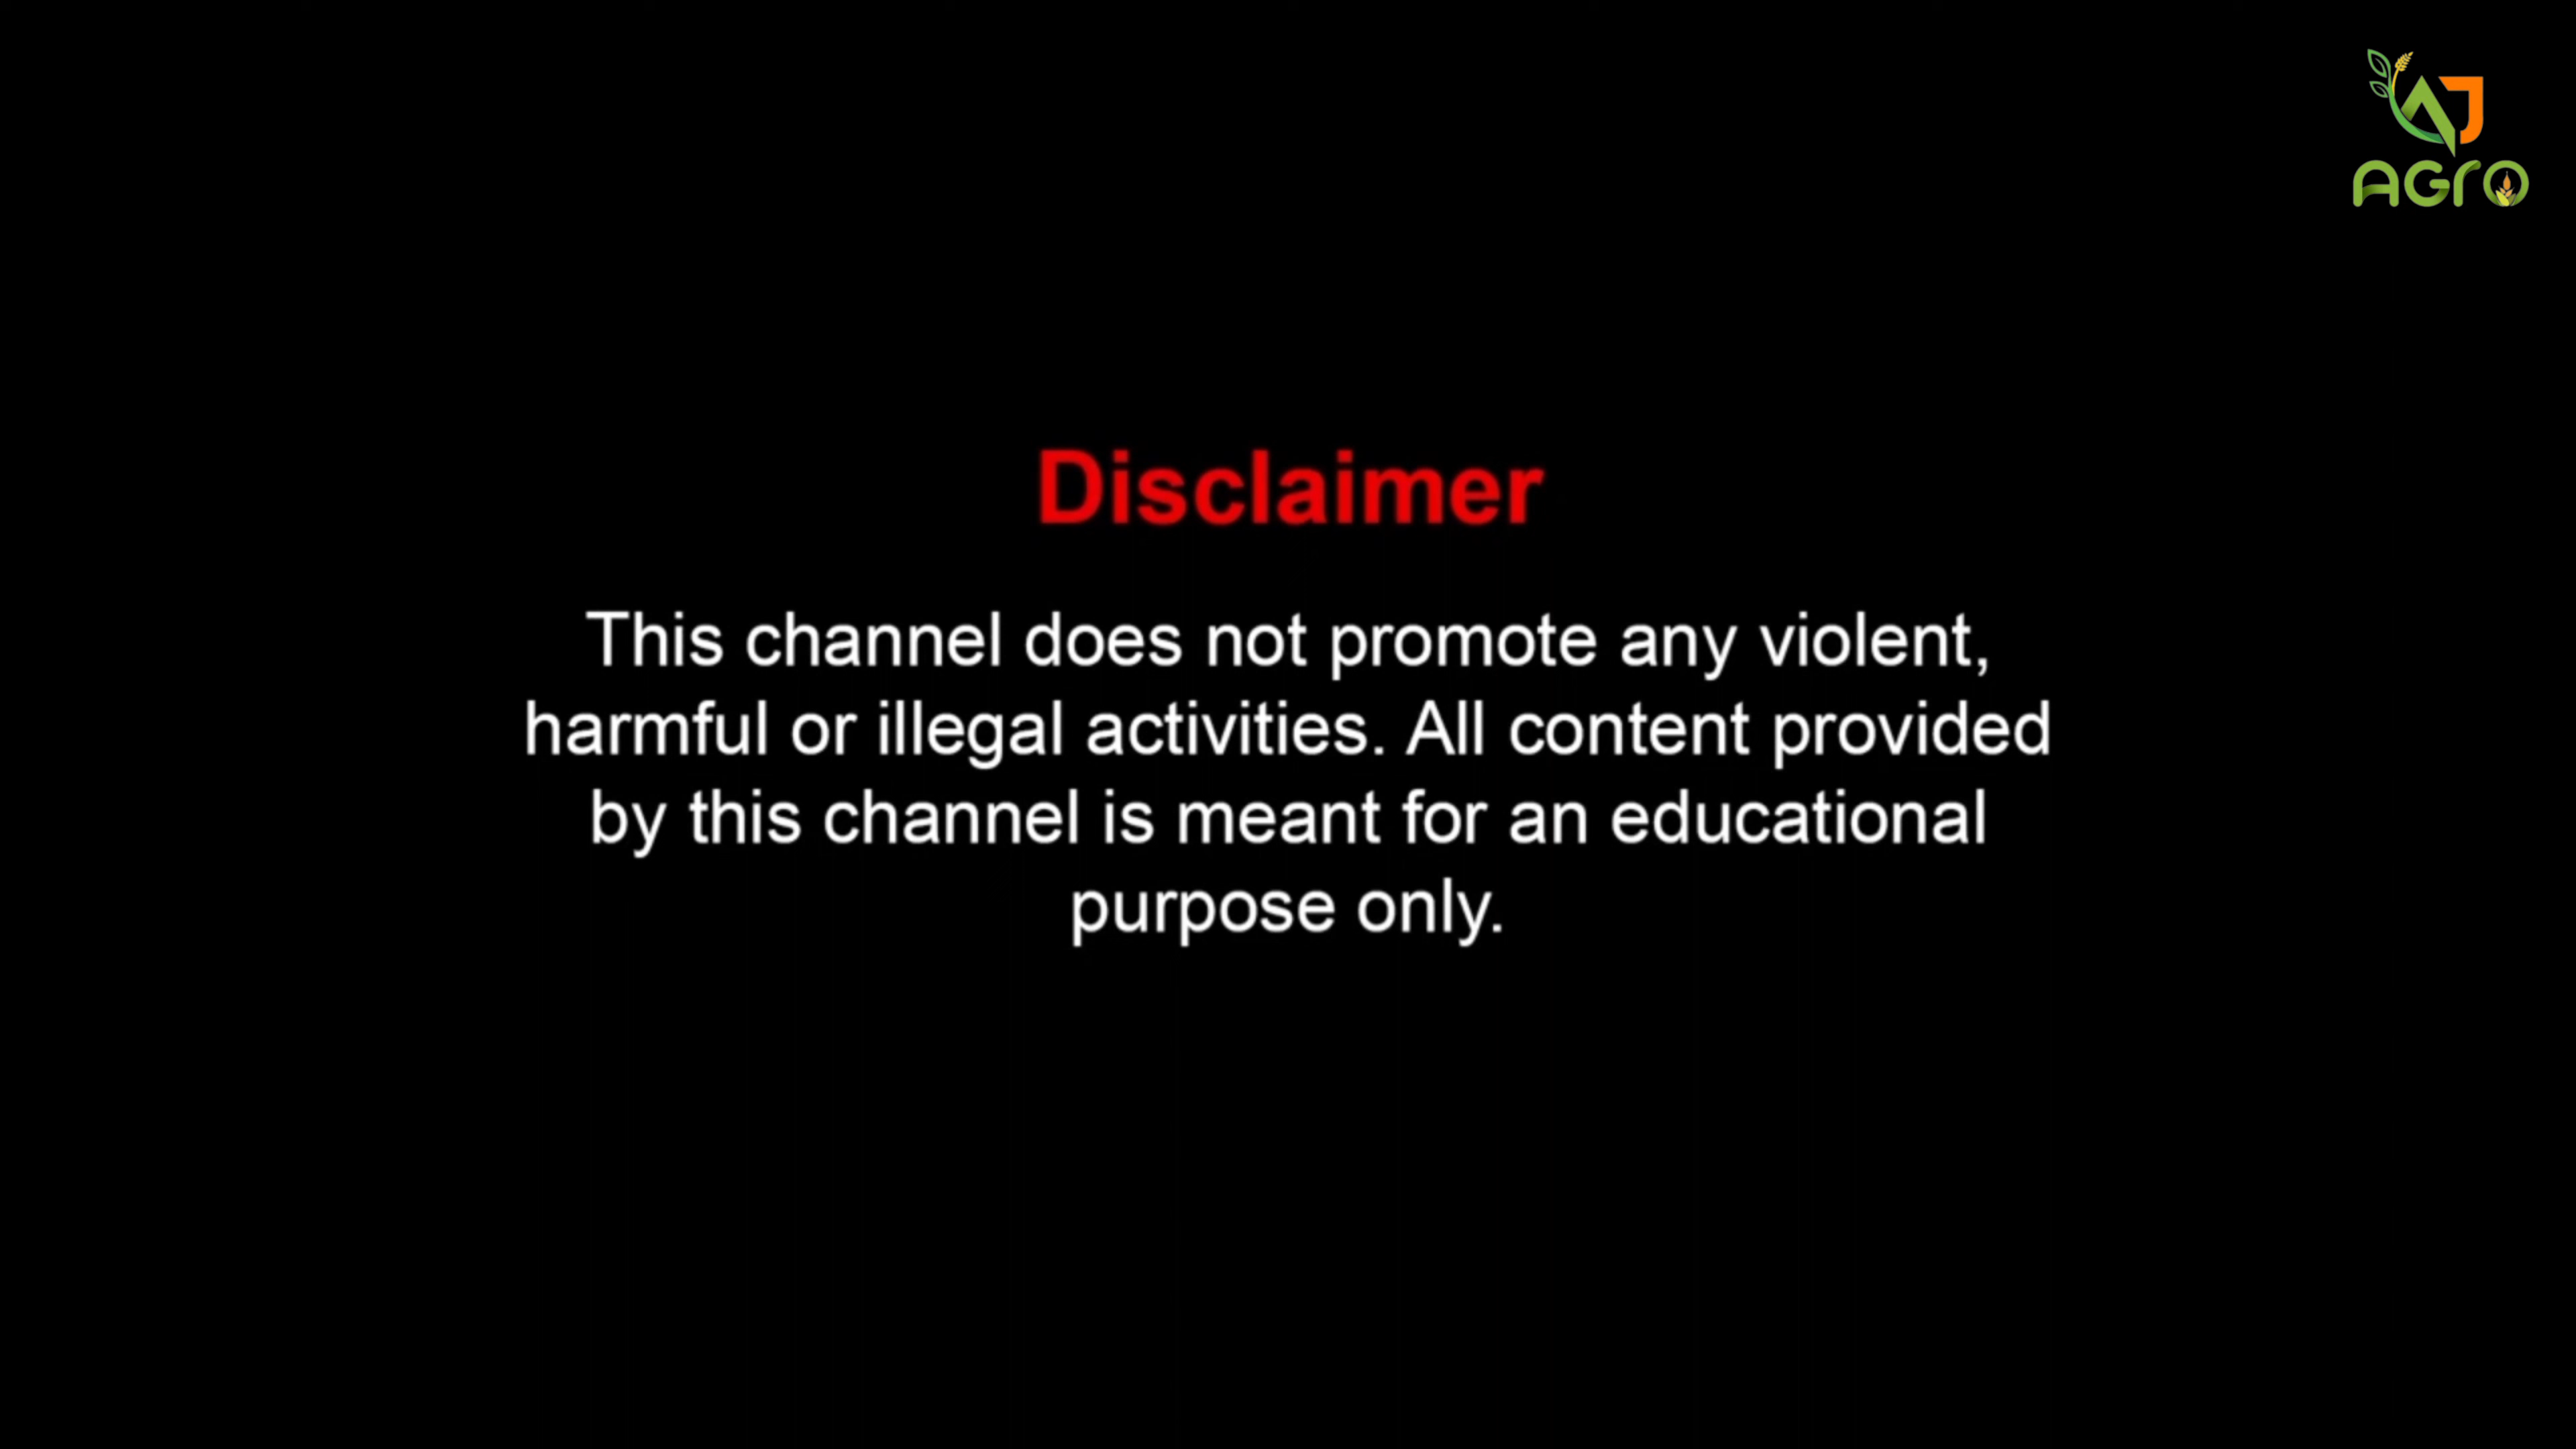 AJ
AGrO
Disclaimer
This channel does not promote any violent,
harmful or illegal activities. All content provided
by this channel is meant for an educational
purpose only.